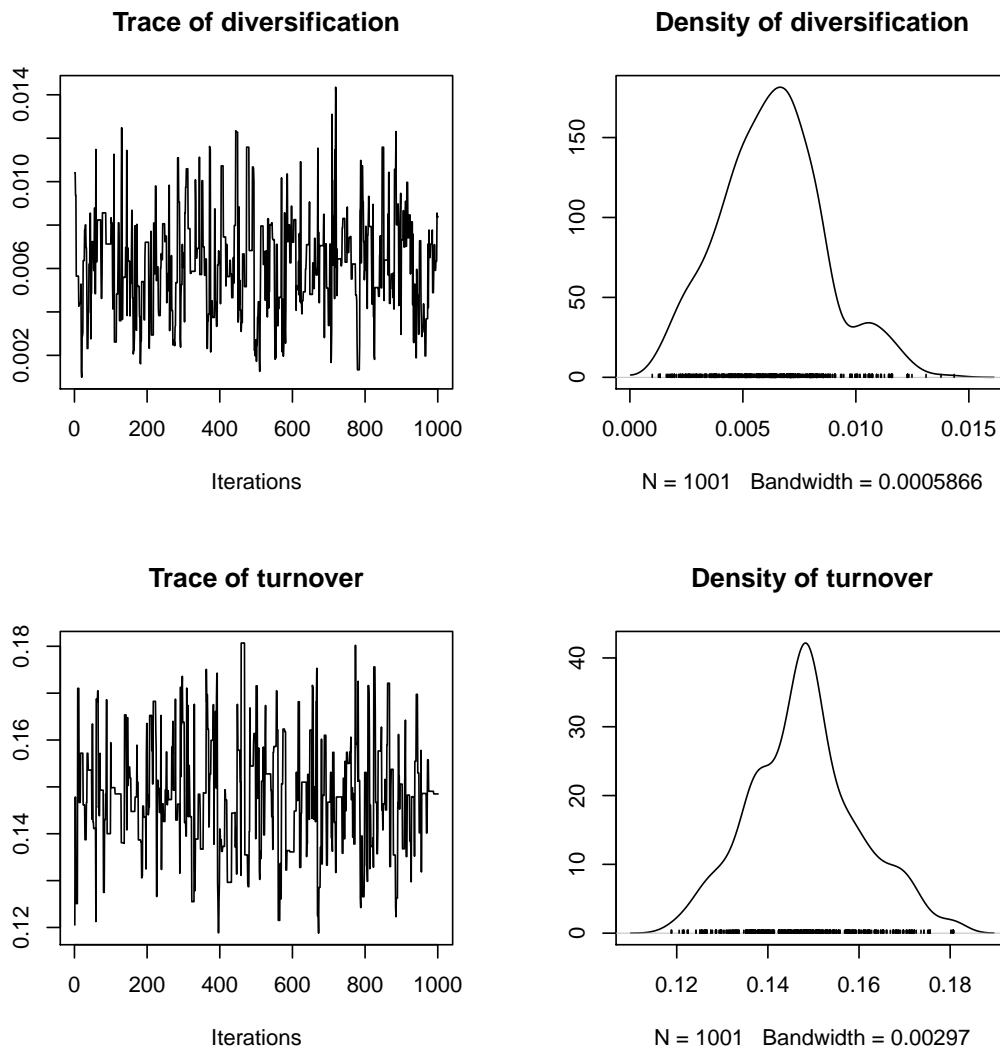 Trace of diversification
0.002 0.006 0.010 0.014
0 200 400 600 800 1000
Iterations
Density of diversification
0 50 100 150
0.000 0.005 0.010 0.015
N = 1001 Bandwidth = 0.0005866
Trace of turnover
0.12 0.14 0.16 0.18
0 200 400 600 800 1000
Iterations
Density of turnover
0 10 20 30 40
0.12 0.14 0.16 0.18
N = 1001 Bandwidth = 0.00297